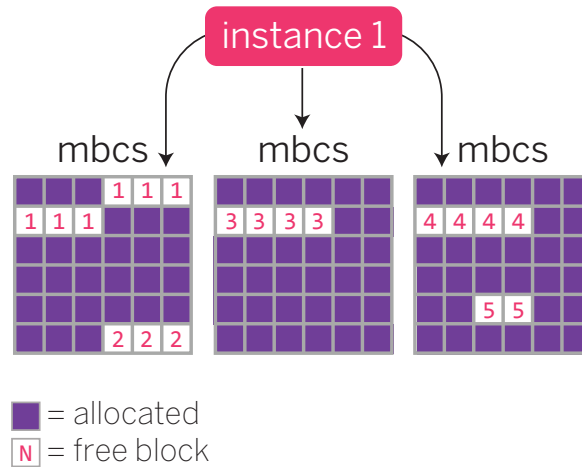 instance 1
mbcs mbcs mbcs
1 1 1
1 1 1 3 3 3 3 4 4 4 4
5 5
2 2 2
= allocated
N = free block